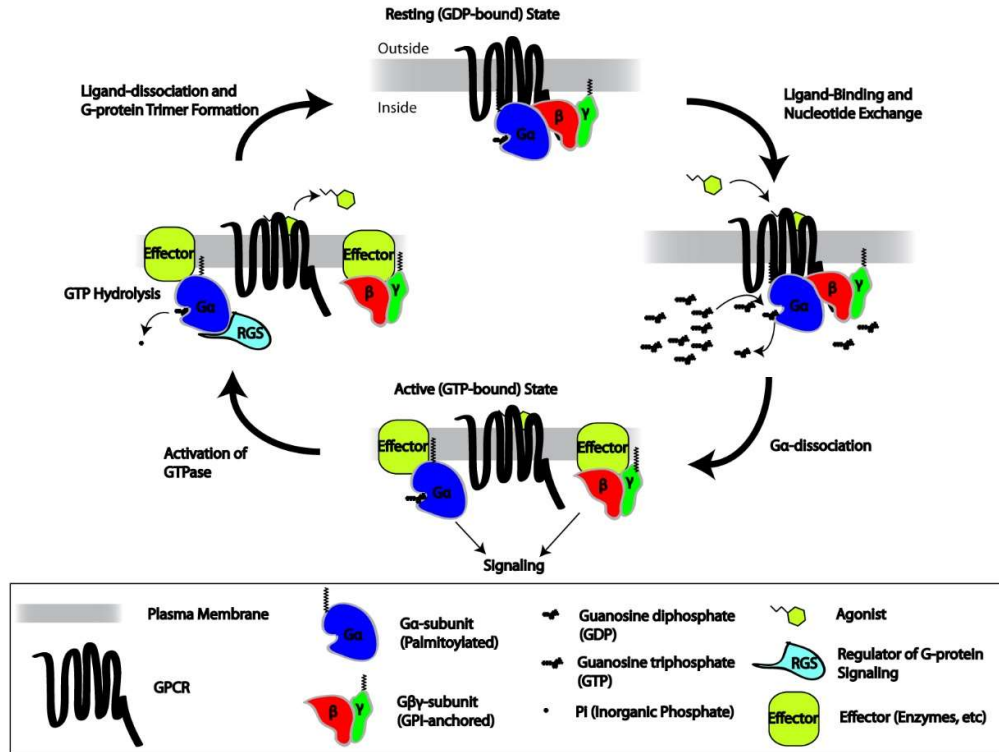 Resting (GDP-bound) State
Outside
Inside
Gα
β
γ
Ligand-dissociation and
G-protein Trimer Formation
Ligand-Binding and
Nucleotide Exchange
Effector
Effector
GTP Hydrolysis
Gα
RGS
β
γ
Gα
β
γ
Active (GTP-bound) State
Activation of
GTPase
Effector
Gα
Effector
β
γ
Gα-dissociation
Signaling
Plasma Membrane
GPCR
Gα
Gα-subunit
(Palmitoylated)
β
γ
Gβγ-subunit
(GPI-anchored)
Guanosine diphosphate
(GDP)
Guanosine triphosphate
(GTP)
Pi (Inorganic Phosphate)
Agonist
RGS
Regulator of G-protein
Signaling
Effector
Effector (Enzymes, etc)